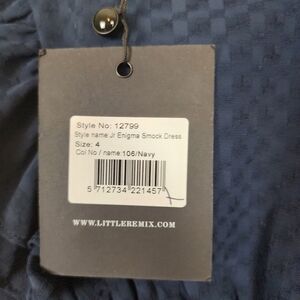 Style No: 12799
Style name:Jr Enigma Smock Dress
Size: 4
Col No / name:106/Navy
5 712734 221457
WWW.LITTLEREMIX.COM